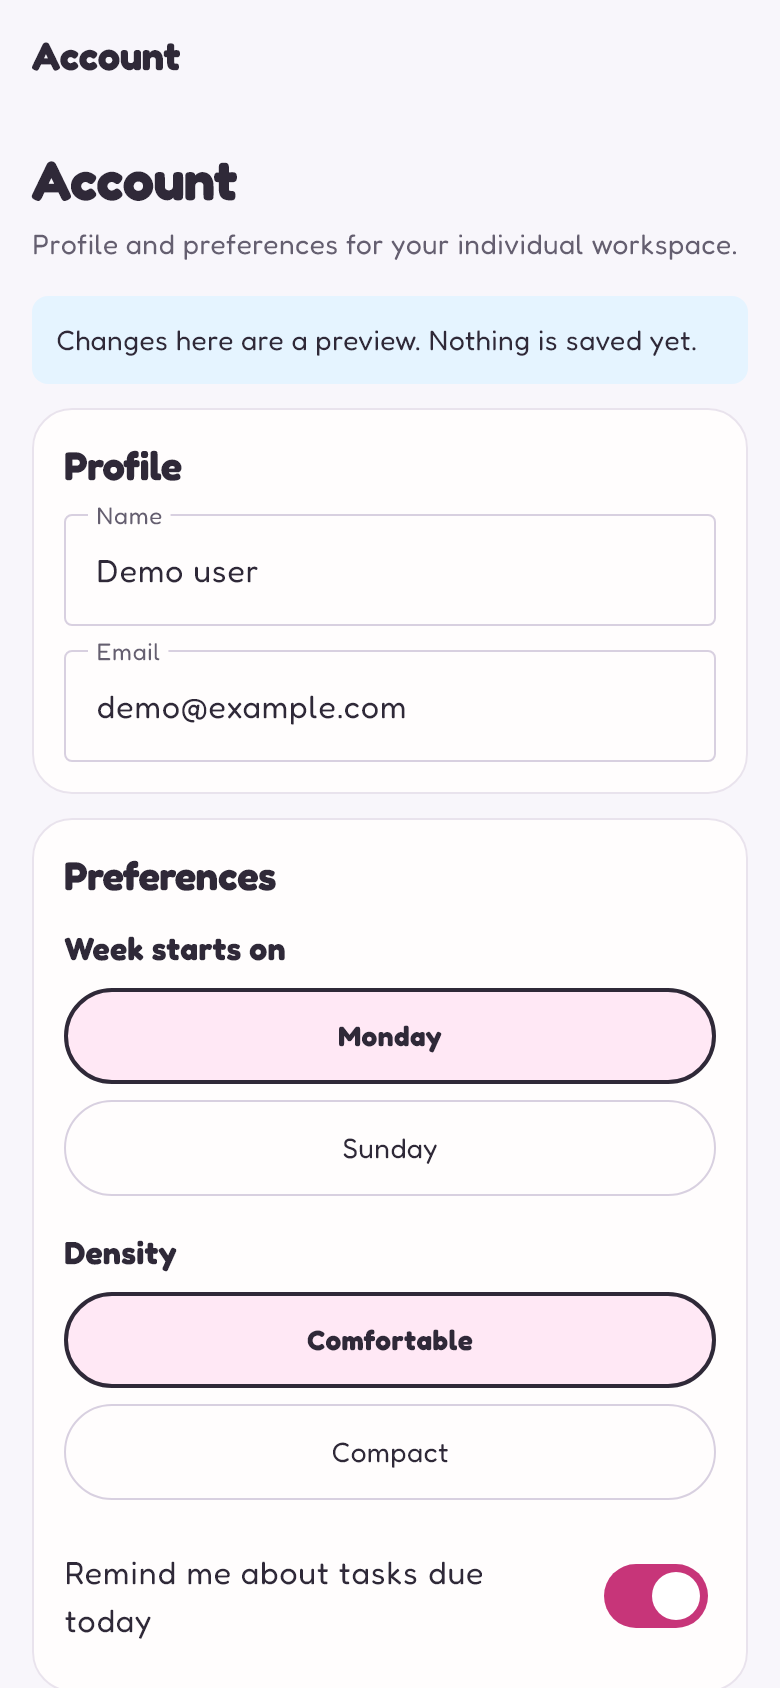 Account
Account
Profile and preferences for your individual workspace.
Changes here are a preview. Nothing is saved yet.
Profile
Name
Demo user
Email
demo@example.com
Preferences
Week starts on
Monday
Sunday
Density
Comfortable
Compact
Remind me about tasks due
today